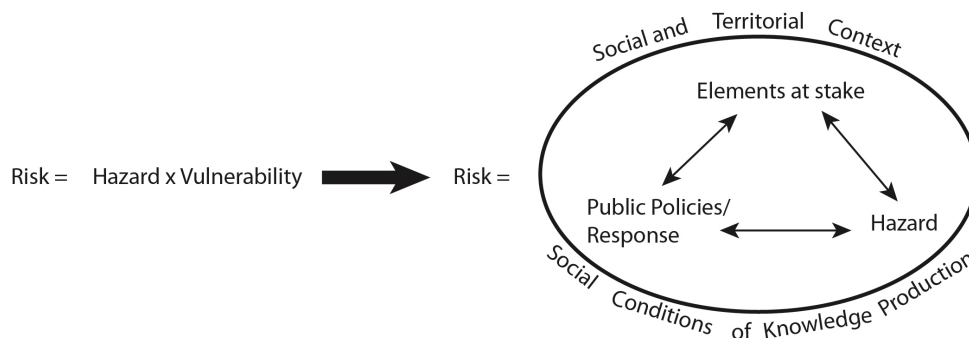 Social and Territorial Context
Elements at stake
Risk = Hazard x Vulnerability
Risk =
Public Policies/
Response
Hazard
Social Conditions of Knowledge Production